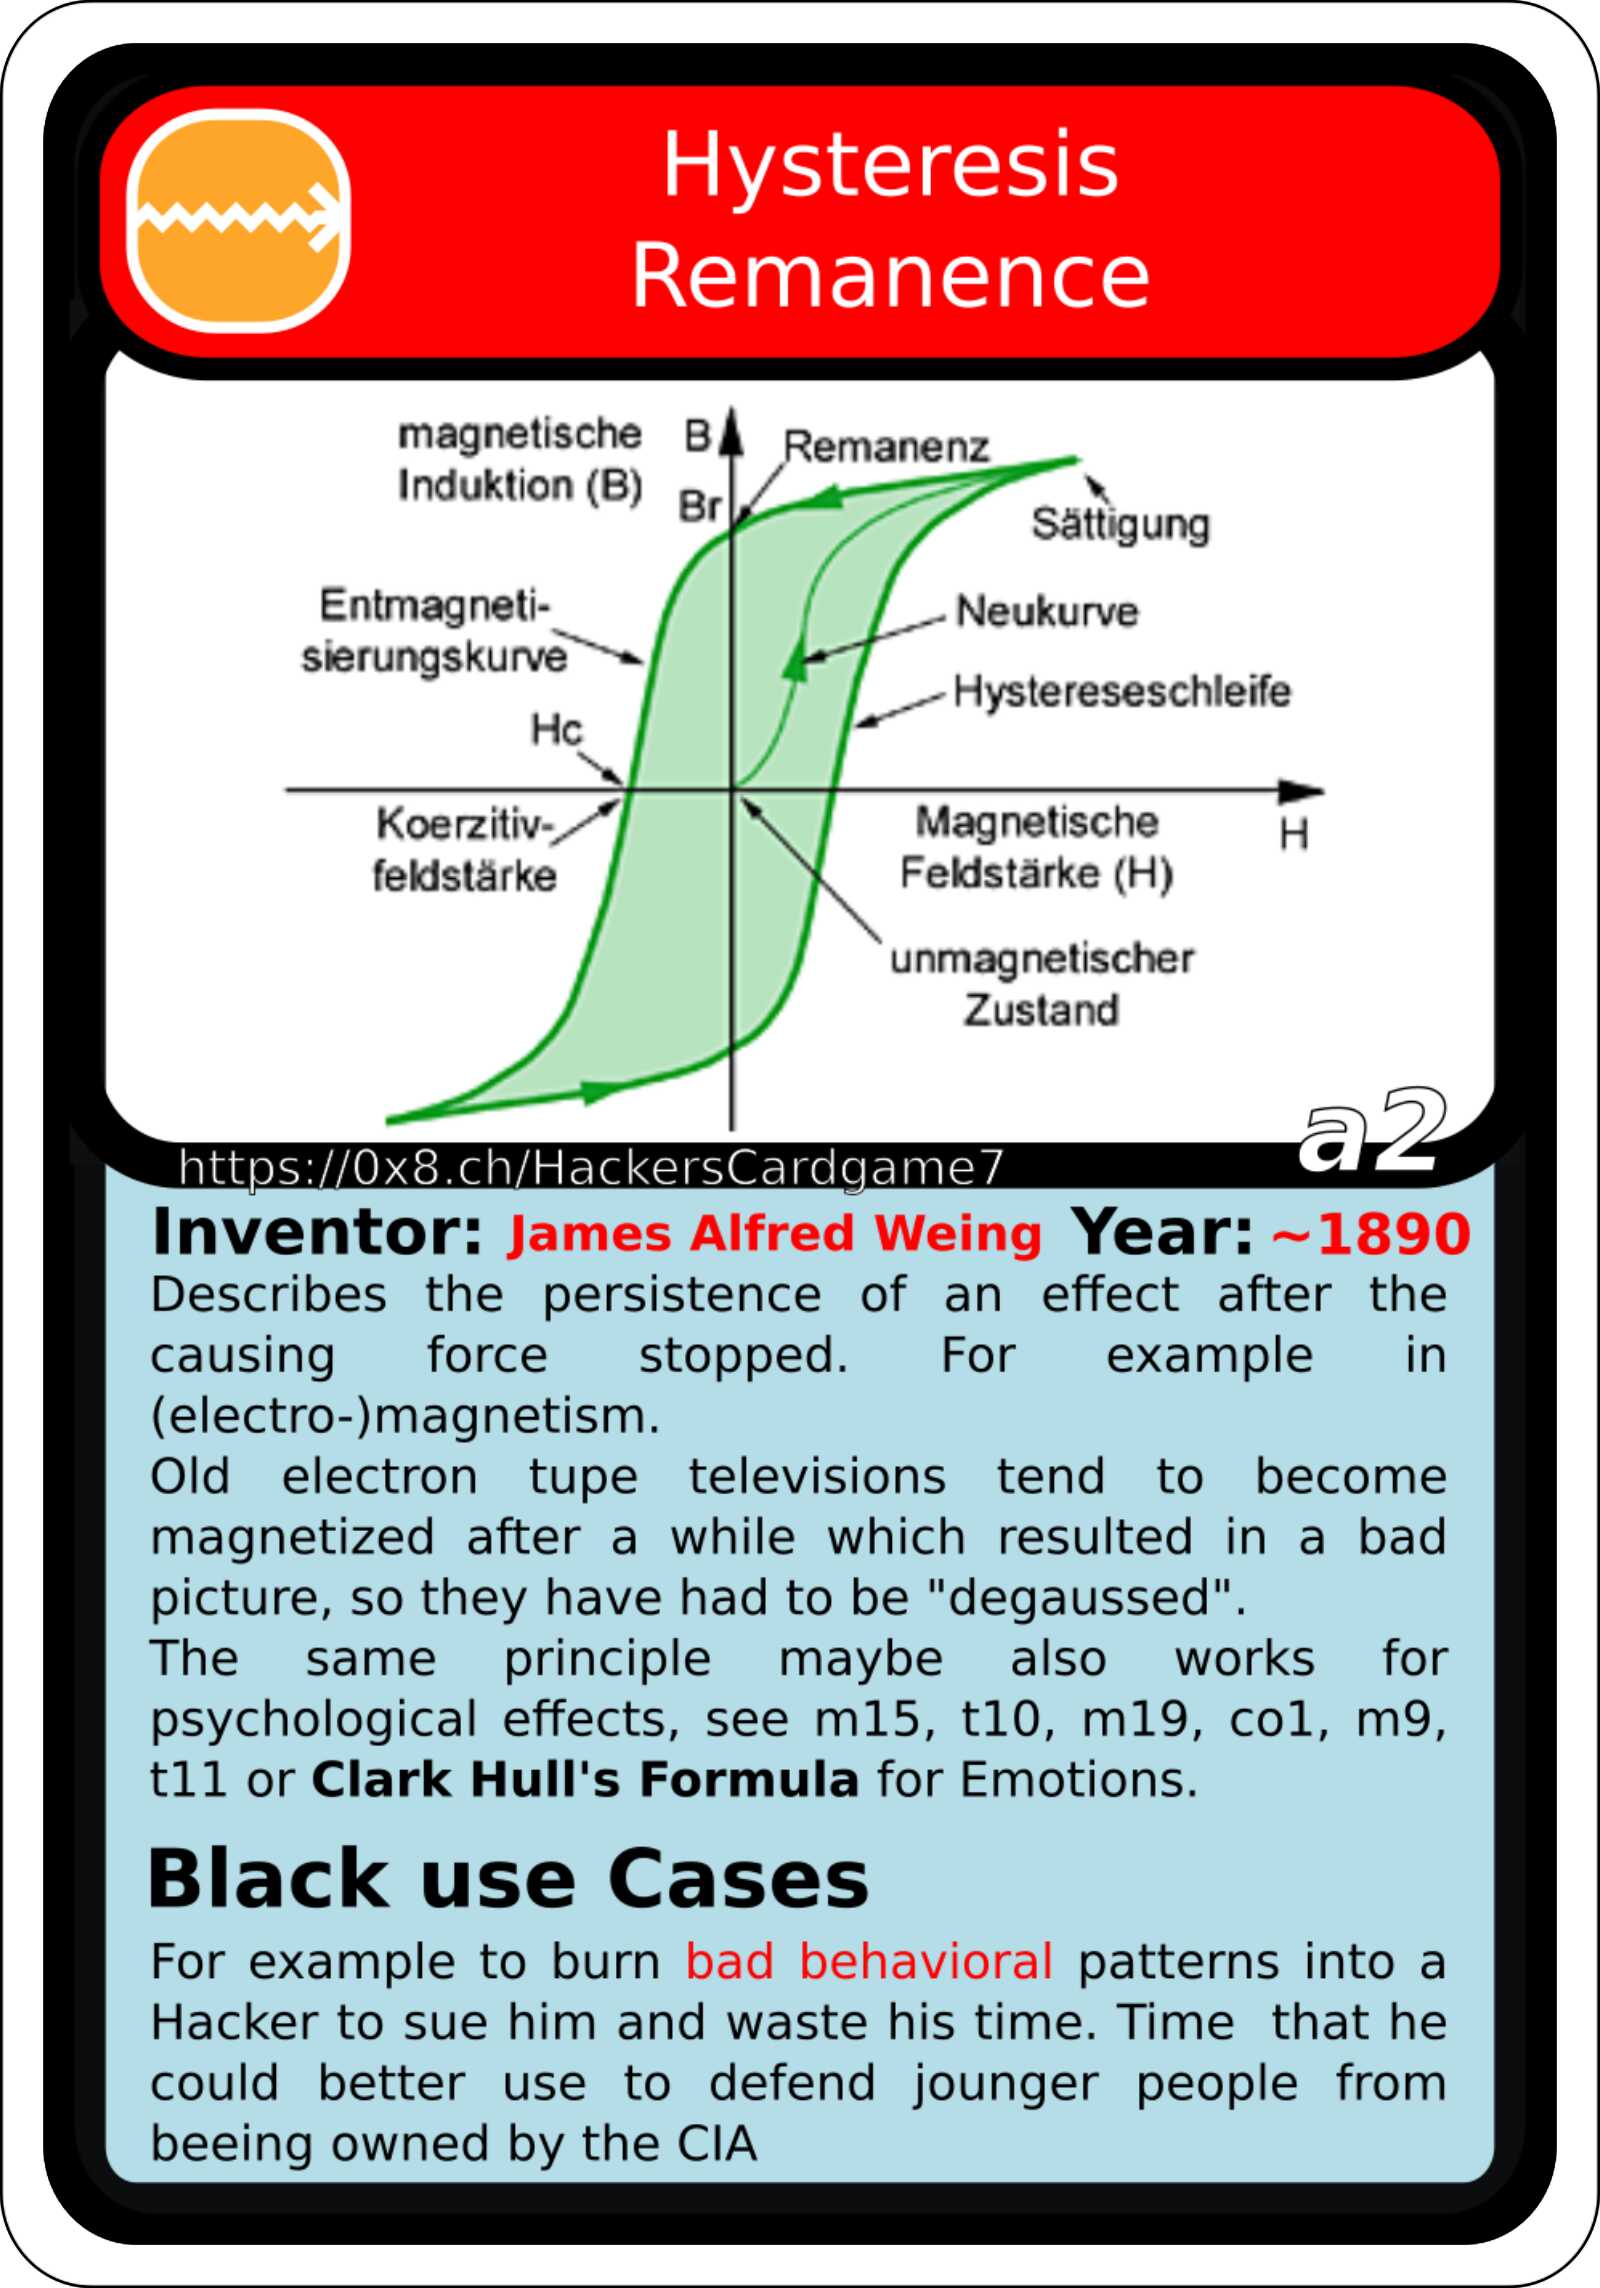 Hysteresis
Remanence
magnetische
Induktion (B)
B
Remanenz
Br
Sättigung
Entmagneti-
sierungskurve
Neukurve
Hystereseschleife
Hc
Koerzitiv-
feldstärke
Magnetische
Feldstärke (H)
H
unmagnetischer
Zustand
a2
https://0x8.ch/HackersCardgame7
Inventor: James Alfred Weing Year: ~1890
Describes the persistence of an effect after the
causing force stopped. For example in
(electro-)magnetism.
Old electron tupe televisions tend to become
magnetized after a while which resulted in a bad
picture, so they have had to be "degaussed".
The same principle maybe also works for
psychological effects, see m15, t10, m19, co1, m9,
t11 or Clark Hull's Formula for Emotions.
Black use Cases
For example to burn bad behavioral patterns into a
Hacker to sue him and waste his time. Time that he
could better use to defend jounger people from
beeing owned by the CIA